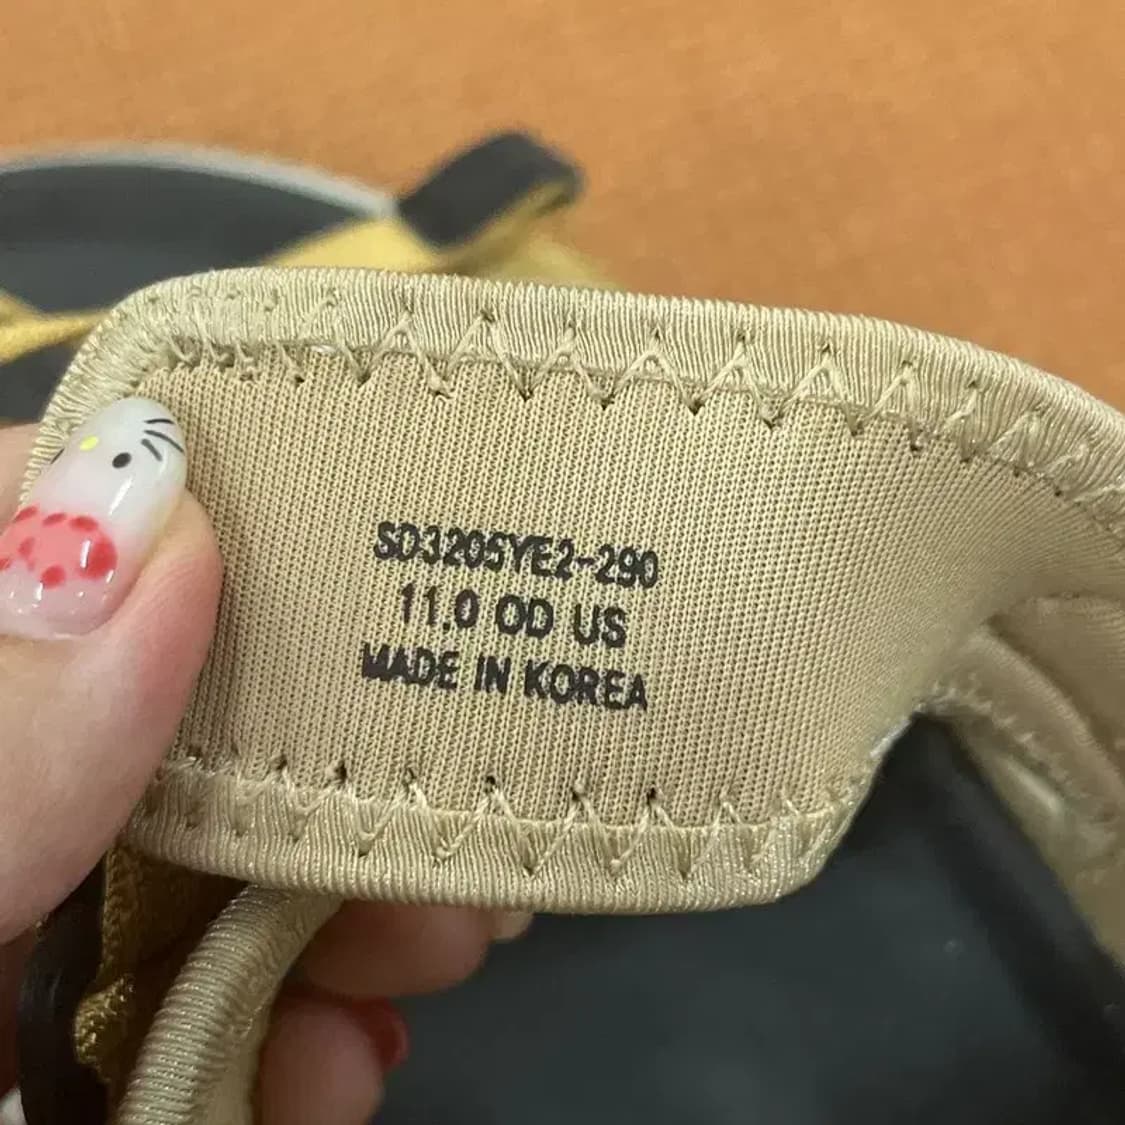 SD3205YE2-290
11.0 OD US
MADE IN KOREA